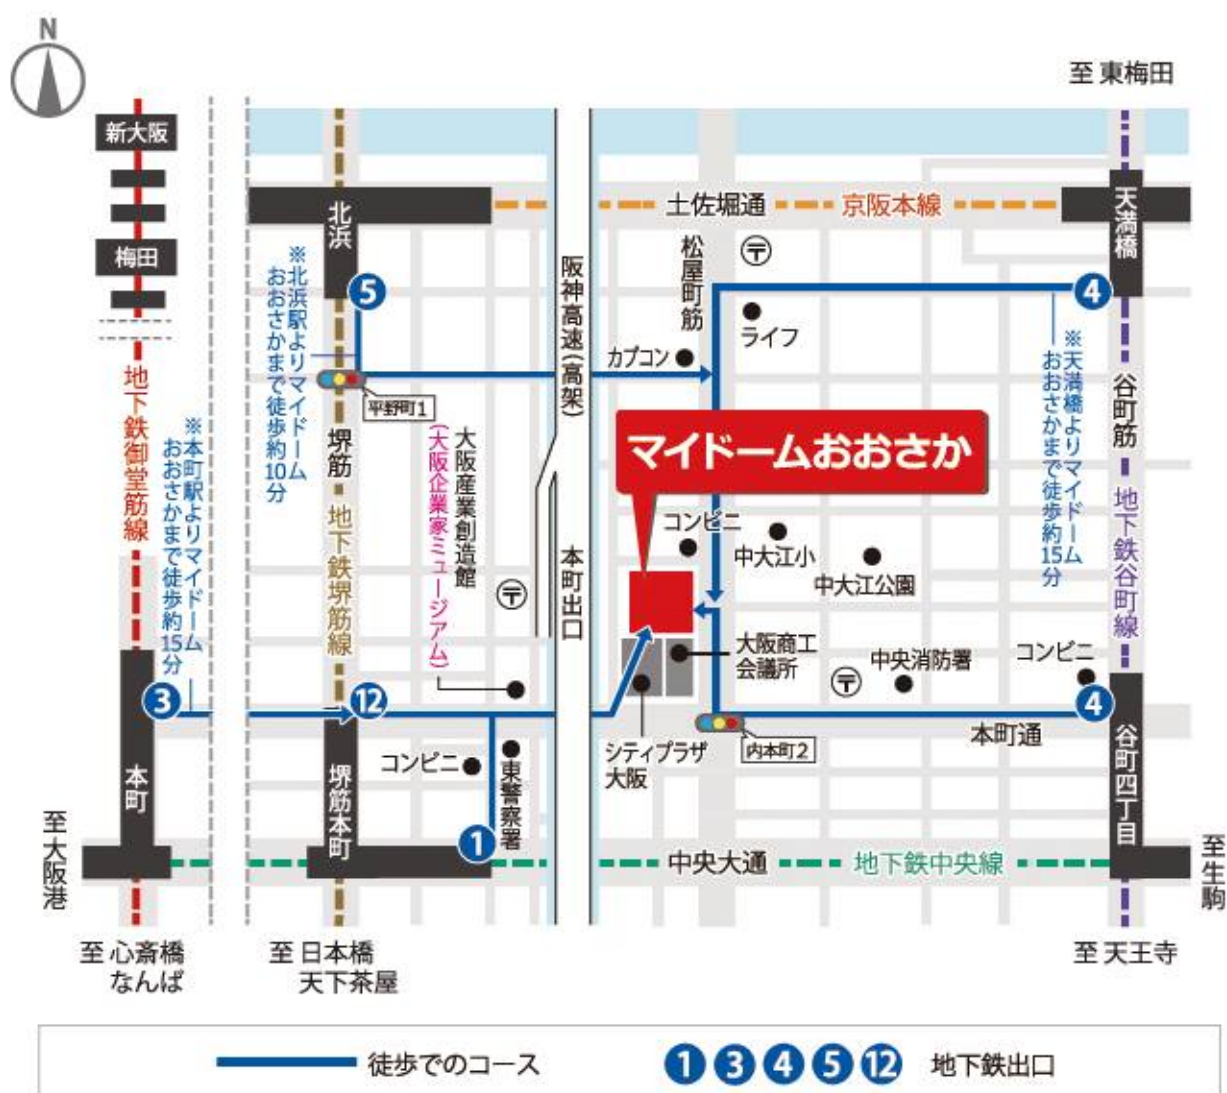 N
至 東梅田
新大阪
梅田
北浜
土佐堀通
京阪本線
天満橋
松屋町筋
〒
阪神高速(高架)
5
4
ライフ
カプコン
※北浜駅よりマイドーム
おおさかまで徒歩約10分
※天満橋よりマイドーム
おおさかまで徒歩約15分
平野町1
地下鉄御堂筋線
※本町駅よりマイドーム
おおさかまで徒歩約15分
堺筋
地下鉄堺筋線
大阪産業創造館
(大阪企業家ミュージアム)
谷町筋
地下鉄谷町線
マイドームおおさか
コンビニ
中大江小
中大江公園
本町出口
〒
大阪商工
会議所
中央消防署
コンビニ
〒
3
12
4
本町通
内本町2
シティプラザ
大阪
コンビニ
東警察署
本町
堺筋本町
1
谷町四丁目
至大阪港
中央大通
地下鉄中央線
至生駒
至 心斎橋
なんば
至 日本橋
天下茶屋
至 天王寺
徒歩でのコース
1 3 4 5 12 地下鉄出口